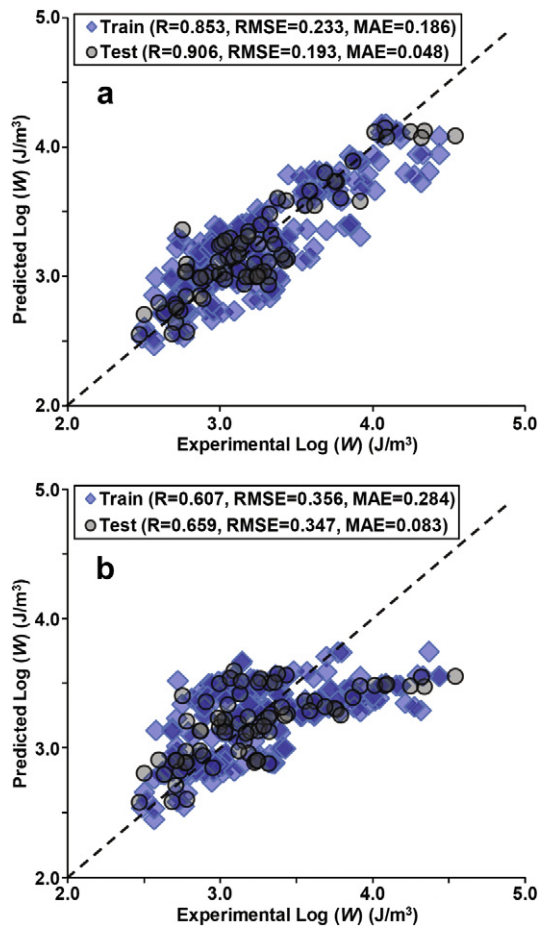 Train (R=0.853, RMSE=0.233, MAE=0.186)
Test (R=0.906, RMSE=0.193, MAE=0.048)
a
5.0
4.0
3.0
2.0
Predicted Log (W) (J/m³)
2.0 3.0 4.0 5.0
Experimental Log (W) (J/m³)
Train (R=0.607, RMSE=0.356, MAE=0.284)
Test (R=0.659, RMSE=0.347, MAE=0.083)
b
5.0
4.0
3.0
2.0
Predicted Log (W) (J/m³)
2.0 3.0 4.0 5.0
Experimental Log (W) (J/m³)